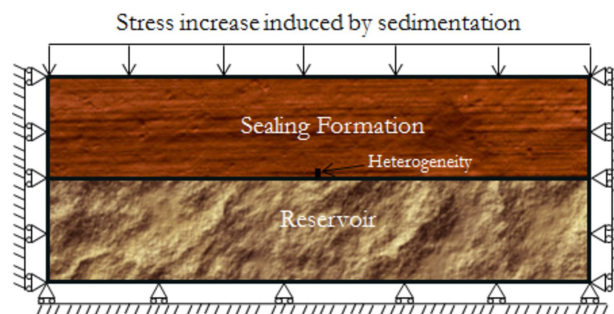 Stress increase induced by sedimentation
Sealing Formation
Heterogeneity
Reservoir